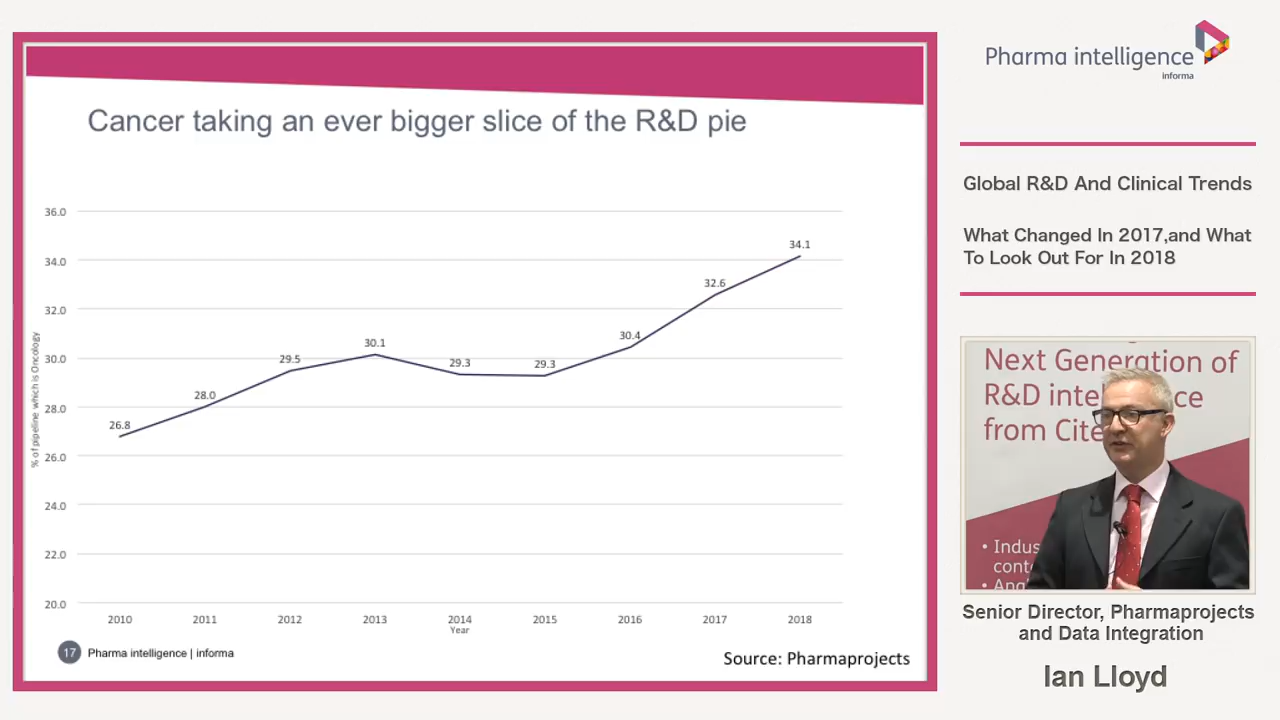 Cancer taking an ever bigger slice of the R&D pie
36.0
34.0
32.0
30.0
28.0
26.0
24.0
22.0
20.0
% of pipeline which is Oncology
26.8
28.0
29.5
30.1
29.3
29.3
30.4
32.6
34.1
2010
2011
2012
2013
2014
2015
2016
2017
2018
Year
17
Pharma intelligence | informa
Source: Pharmaprojects
Pharma intelligence
informa
Global R&D And Clinical Trends
What Changed In 2017,and What
To Look Out For In 2018
Next Generation of
R&D inte ce
from Cite
• Indus
conte
• Ana
Senior Director, Pharmaprojects
and Data Integration
Ian Lloyd